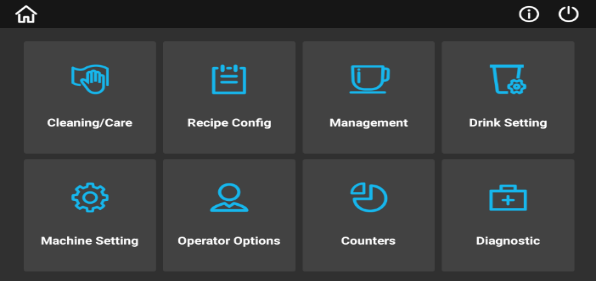 Cleaning/Care
Recipe Config
Management
Drink Setting
Machine Setting
Operator Options
Counters
Diagnostic